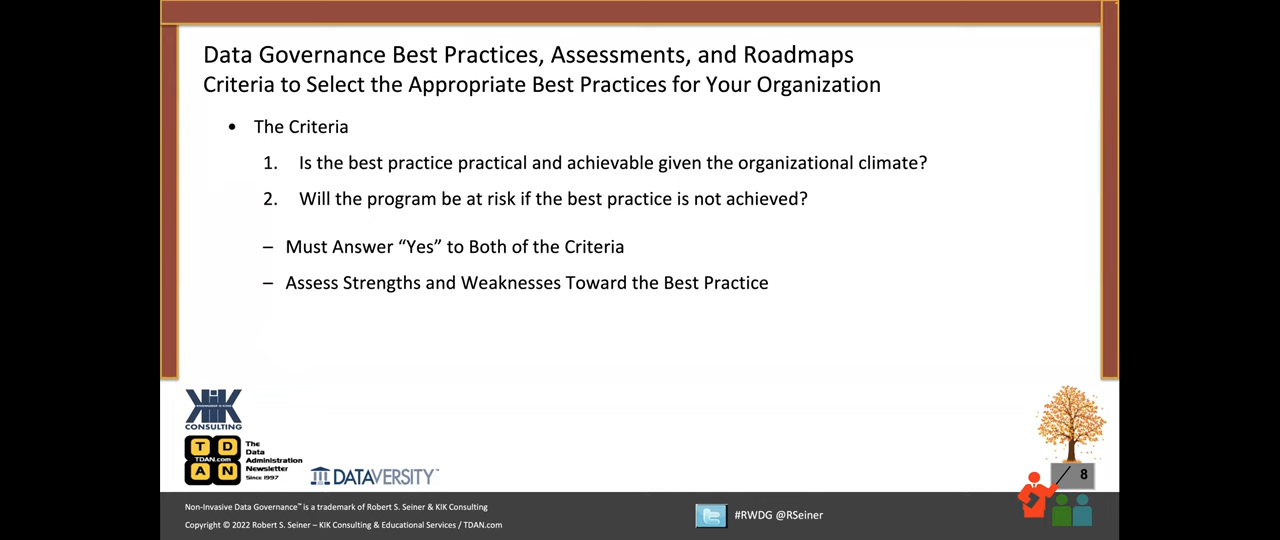 Data Governance Best Practices, Assessments, and Roadmaps
Criteria to Select the Appropriate Best Practices for Your Organization
• The Criteria
1. Is the best practice practical and achievable given the organizational climate?
2. Will the program be at risk if the best practice is not achieved?
– Must Answer “Yes” to Both of the Criteria
– Assess Strengths and Weaknesses Toward the Best Practice
KIK
CONSULTING
T D
TDAN.com
A N
The
Data
Administration
Newsletter
Since 1997
DATAVERSITY™
8
Non-Invasive Data Governance™ is a trademark of Robert S. Seiner & KIK Consulting
Copyright © 2022 Robert S. Seiner – KIK Consulting & Educational Services / TDAN.com
#RWDG @RSeiner